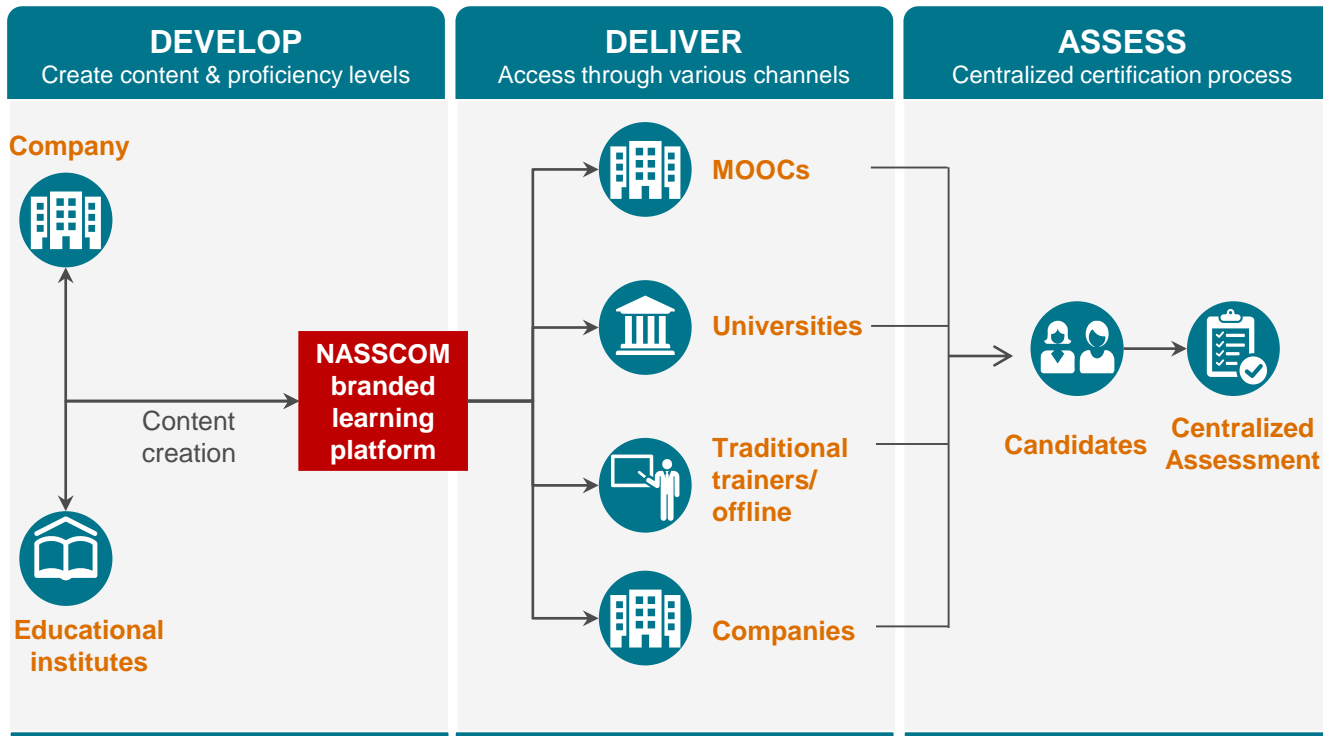 DEVELOP
Create content & proficiency levels
DELIVER
Access through various channels
ASSESS
Centralized certification process
Company
Content
creation
Educational
institutes
NASSCOM
branded
learning
platform
MOOCs
Universities
Traditional
trainers/
offline
Companies
Candidates
Centralized
Assessment